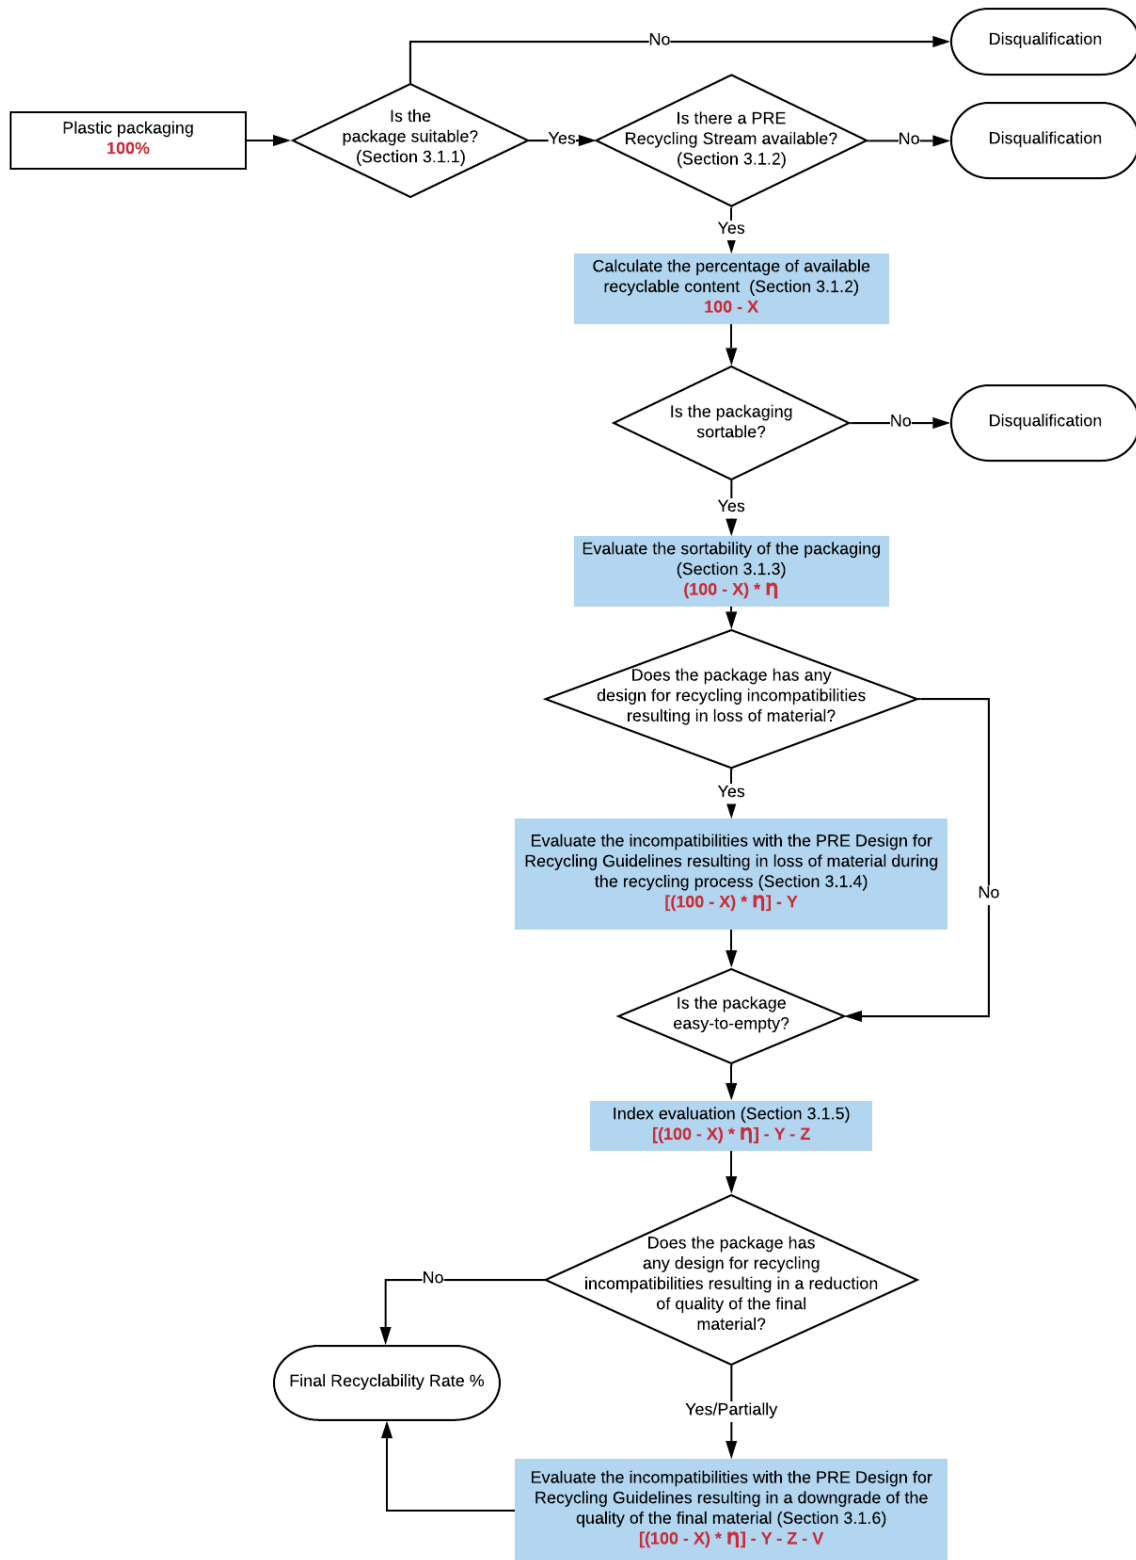 No
Disqualification
Plastic packaging
100%
Is the
package suitable?
(Section 3.1.1)
Yes
Is there a PRE
Recycling Stream available?
(Section 3.1.2)
No
Disqualification
Yes
Calculate the percentage of available
recyclable content (Section 3.1.2)
100 - X
Is the packaging
sortable?
No
Disqualification
Yes
Evaluate the sortability of the packaging
(Section 3.1.3)
(100 - X) * η
Does the package has any
design for recycling incompatibilities
resulting in loss of material?
Yes
Evaluate the incompatibilities with the PRE Design for
Recycling Guidelines resulting in loss of material during
the recycling process (Section 3.1.4)
[(100 - X) * η] - Y
No
Is the package
easy-to-empty?
Index evaluation (Section 3.1.5)
[(100 - X) * η] - Y - Z
Does the package has
any design for recycling
incompatibilities resulting in a reduction
of quality of the final
material?
No
Final Recyclability Rate %
Yes/Partially
Evaluate the incompatibilities with the PRE Design for
Recycling Guidelines resulting in a downgrade of the
quality of the final material (Section 3.1.6)
[(100 - X) * η] - Y - Z - V